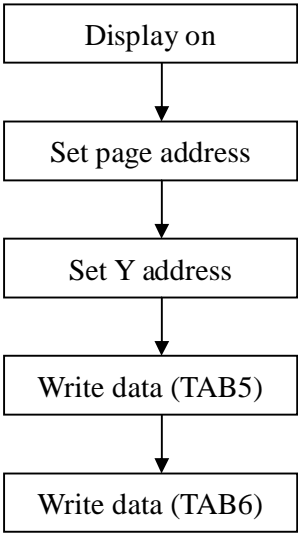 Display on
Set page address
Set Y address
Write data (TAB5)
Write data (TAB6)